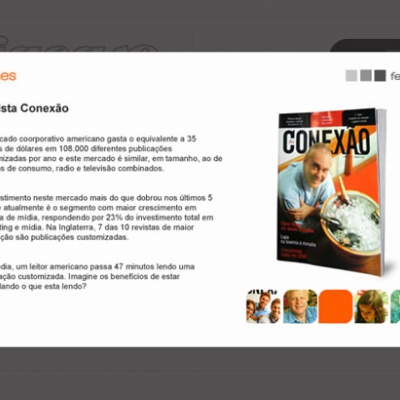 es
fe
ista Conexão
cado coorporativo americano gasta o equivalente a 35
s de dólares em 108.000 diferentes publicações
mizadas por ano e este mercado é similar, em tamanho, ao de
s de consumo, radio e televisão combinados.
estimento neste mercado mais do que dobrou nos últimos 5
e atualmente é o segmento com maior crescimento em
a de mídia, respondendo por 23% do investimento total em
ting e mídia. Na Inglaterra, 7 das 10 revistas de maior
ção são publicações customizadas.
édia, um leitor americano passa 47 minutos lendo uma
ação customizada. Imagine os benefícios de estar
lando o que esta lendo?
CONEXÃO